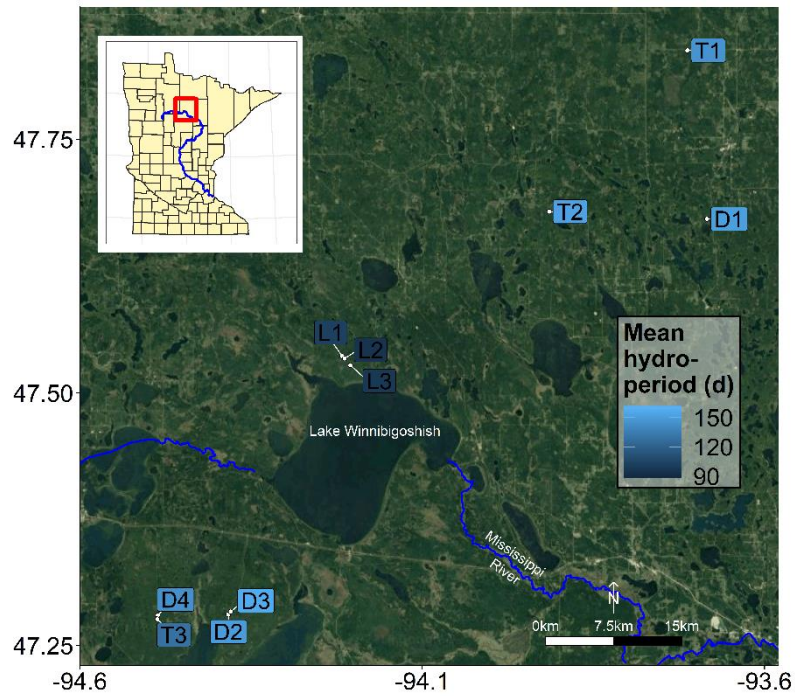 T1
47.75
T2
D1
L1
L2
L3
Mean
hydro-
period (d)
150
120
90
47.50
Lake Winnibigoshish
Mississippi
River
N
D4
D3
T3
D2
0km
7.5km
15km
47.25
-94.6
-94.1
-93.6